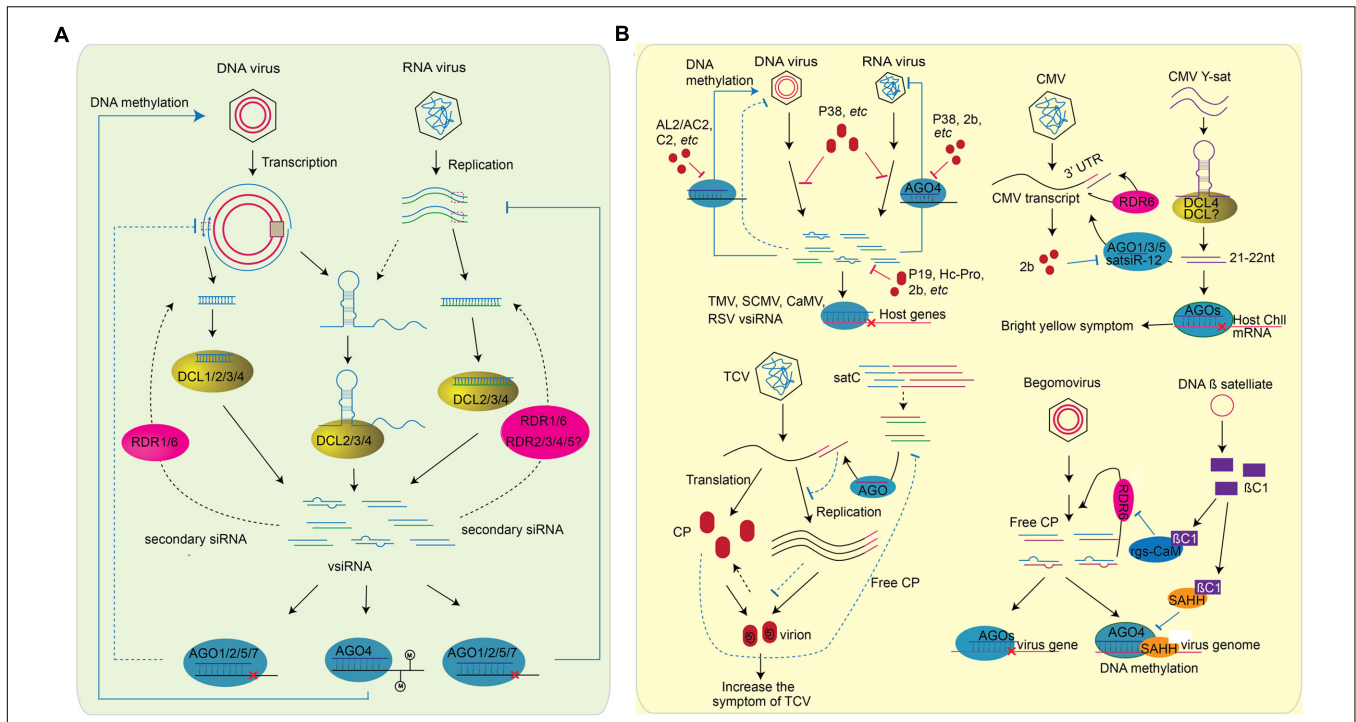 A
DNA virus
RNA virus
DNA methylation
Transcription
Replication
DCL1/2/3/4
DCL2/3/4
RDR1/6
RDR1/6
RDR2/3/4/5?
DCL2/3/4
secondary siRNA
secondary siRNA
vsiRNA
AGO1/2/5/7
AGO4
M
M
AGO1/2/5/7
B
DNA
methylation
DNA virus
RNA virus
AL2/AC2,
C2, etc
P38, etc
P38, 2b,
etc
AGO4
P19, Hc-Pro,
2b, etc
TMV, SCMV, CaMV,
RSV vsiRNA
Host genes
CMV
CMV Y-sat
3' UTR
CMV transcript
RDR6
DCL4
DCL?
AGO1/3/5
satsiR-12
2b
21-22nt
AGOs
Host ChlI
mRNA
Bright yellow symptom
TCV
satC
Translation
AGO
Replication
CP
Free CP
virion
Increase the
symptom of TCV
Begomovirus
DNA ß satelliate
ßC1
RDR6
Free CP
ßC1
rgs-CaM
ßC1
SAHH
AGOs
virus gene
AGO4
SAHH
virus genome
DNA methylation